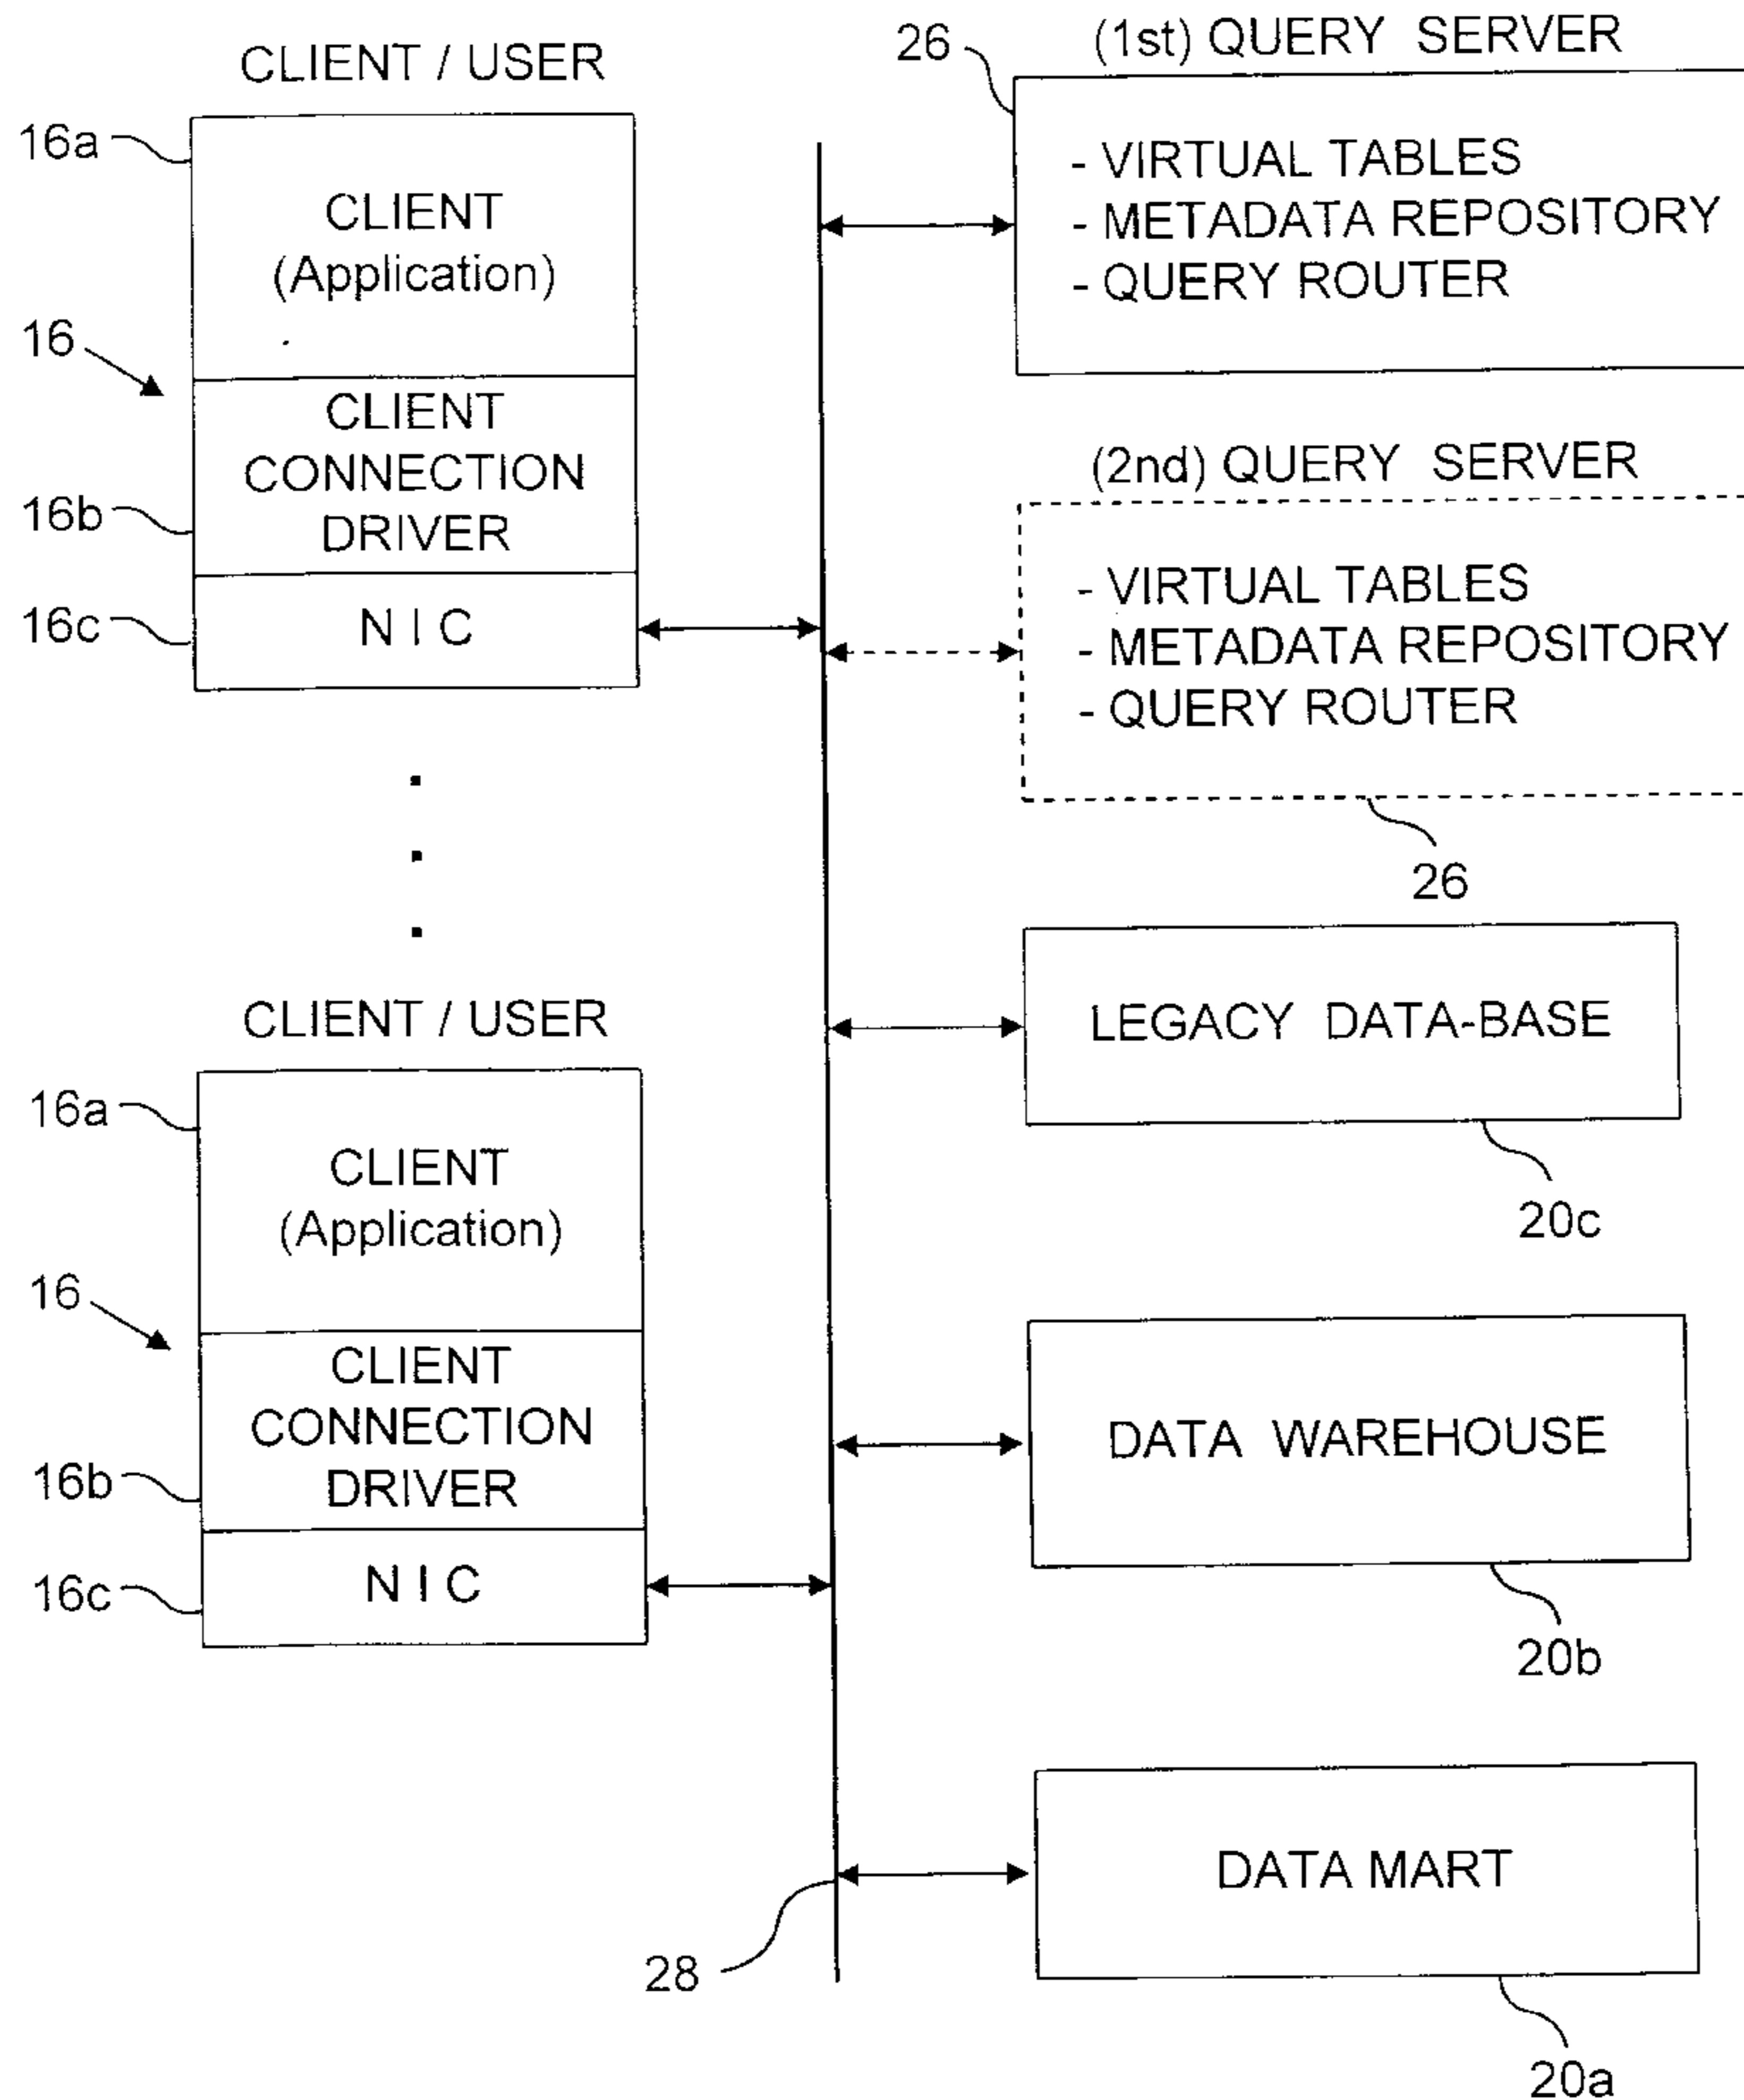 CLIENT / USER
16a
CLIENT
(Application)
16
CLIENT
CONNECTION
DRIVER
16b
16c
N I C
CLIENT / USER
16a
CLIENT
(Application)
16
CLIENT
CONNECTION
DRIVER
16b
16c
N I C
26
(1st) QUERY SERVER
- VIRTUAL TABLES
- METADATA REPOSITORY
- QUERY ROUTER
(2nd) QUERY SERVER
- VIRTUAL TABLES
- METADATA REPOSITORY
- QUERY ROUTER
26
LEGACY DATA-BASE
20c
DATA WAREHOUSE
20b
DATA MART
28
20a